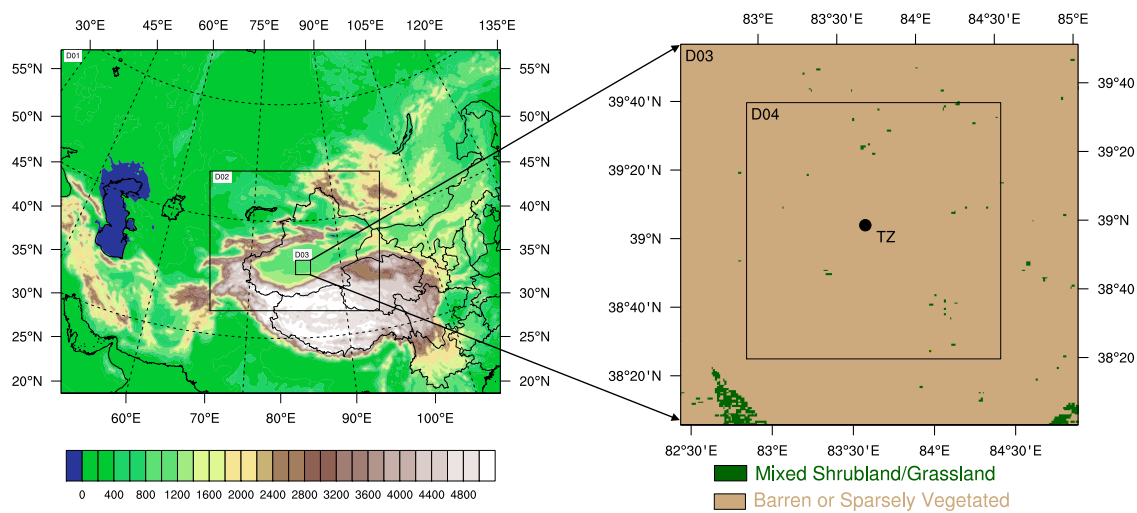 30°E 45°E 60°E 75°E 90°E 105°E 120°E 135°E
D01
55°N 55°N
50°N 50°N
45°N 45°N
40°N 40°N
35°N 35°N
30°N 30°N
25°N 25°N
20°N 20°N
D02
D03
60°E 70°E 80°E 90°E 100°E
0 400 800 1200 1600 2000 2400 2800 3200 3600 4000 4400 4800
83°E 83°30'E 84°E 84°30'E 85°E
D03
D04
39°40'N 39°40'N
39°20'N 39°20'N
39°N 39°N
38°40'N 38°40'N
38°20'N 38°20'N
TZ
82°30'E 83°E 83°30'E 84°E 84°30'E
Mixed Shrubland/Grassland
Barren or Sparsely Vegetated